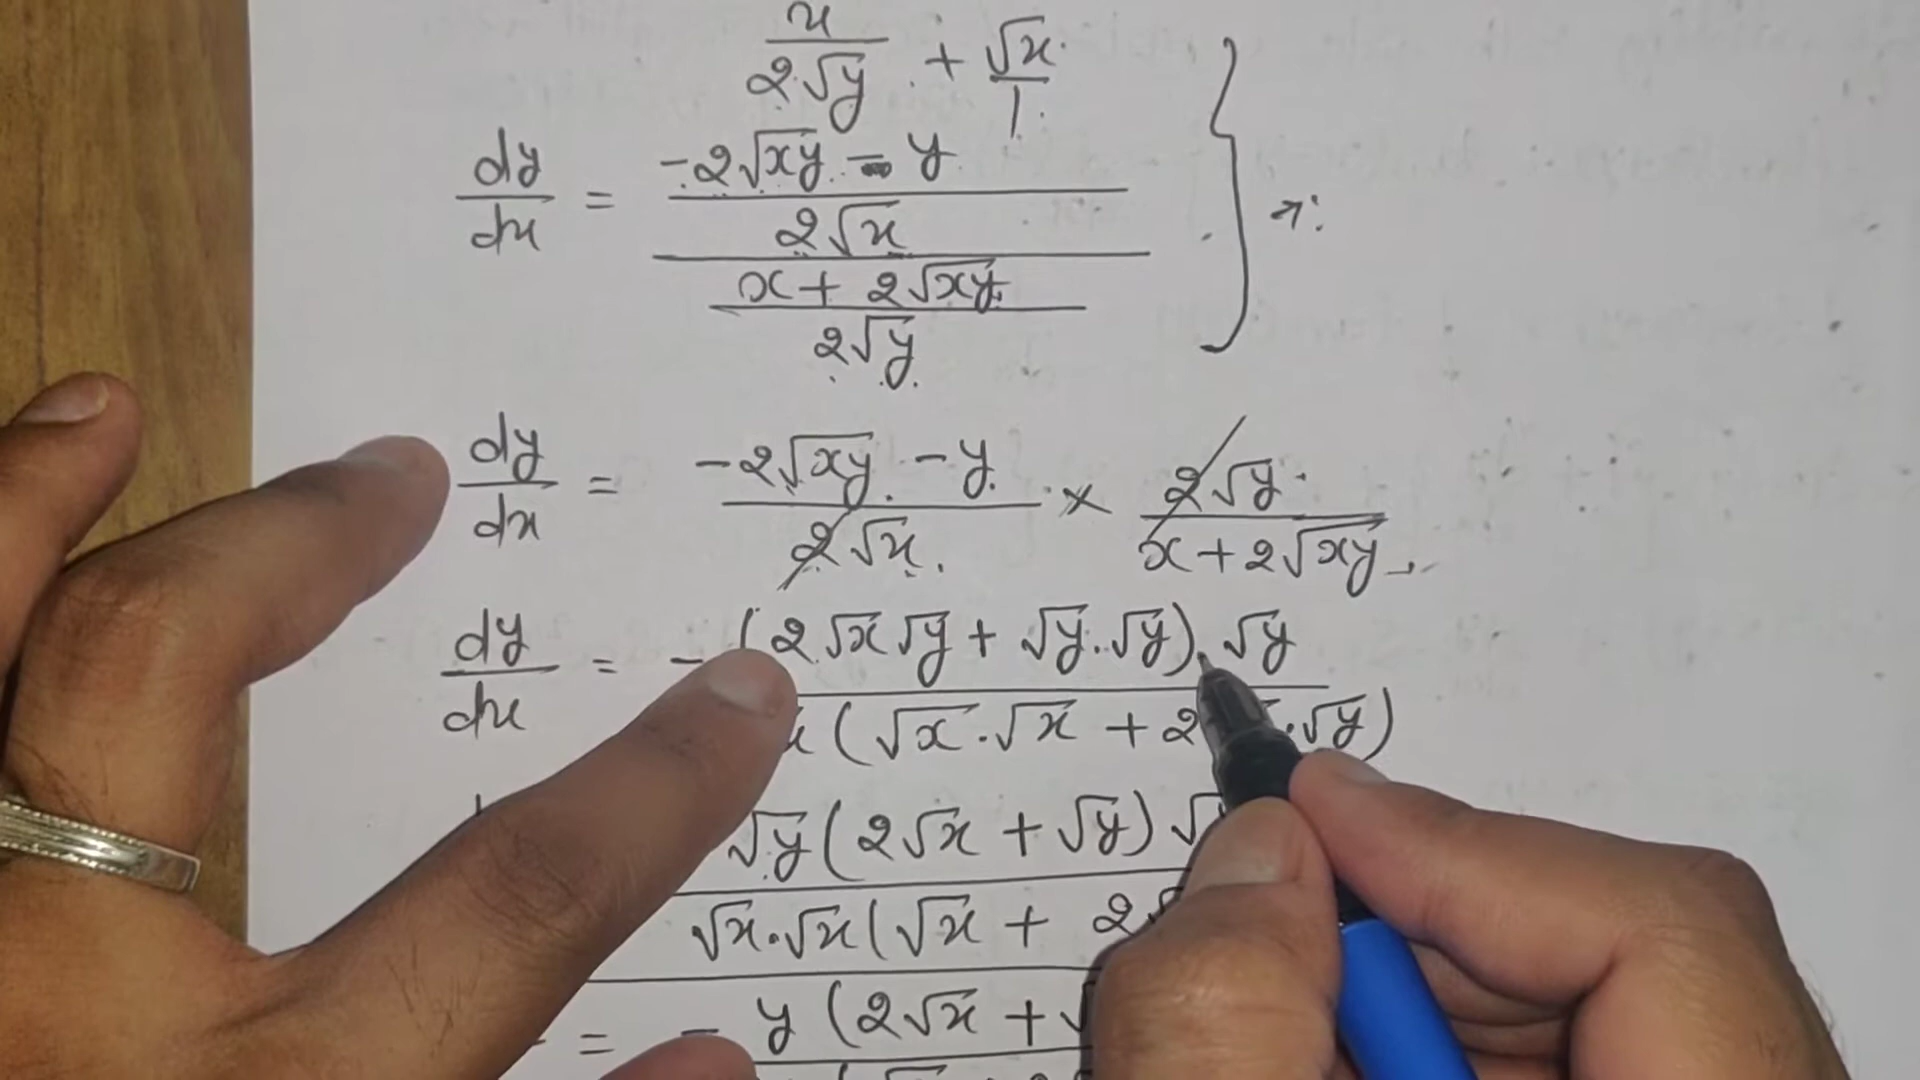 x/(2√y) + √x/1
dy/dx = ((-2√xy - y)/(2√x))/((x + 2√xy)/(2√y))
dy/dx = (-2√xy - y)/(2√x) × (2√y)/(x + 2√xy)
dy/dx = -((2√x√y + √y.√y).√y)/(x(√x.√x + 2.√y))
√y(2√x + √y)√
√x.√x(√x + 2√
= - y(2√x + √